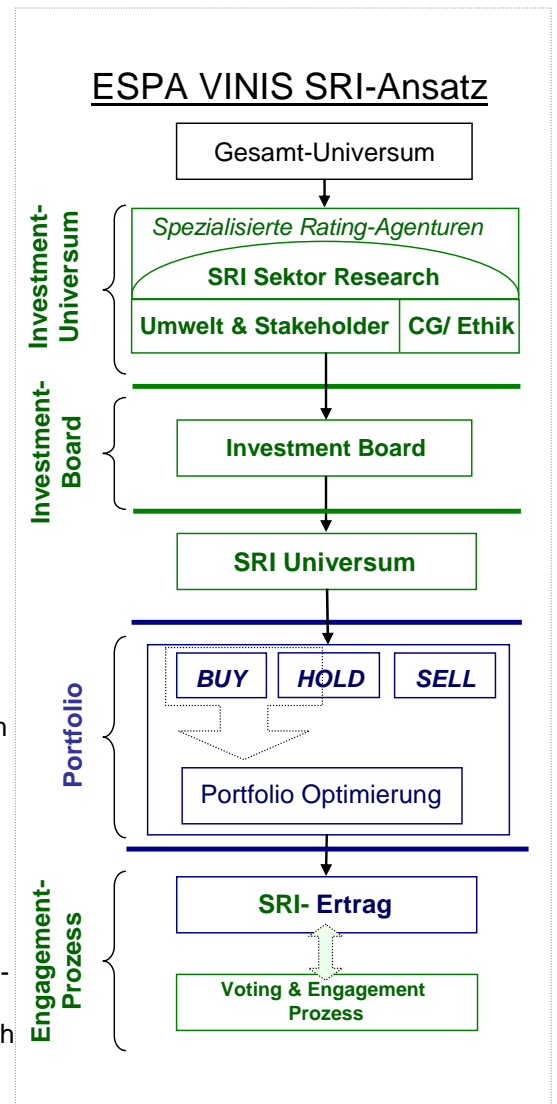 ESPA VINIS SRI-Ansatz
Gesamt-Universum
Investment-
Universum
Spezialisierte Rating-Agenturen
SRI Sektor Research
Umwelt & Stakeholder
CG/ Ethik
Investment-
Board
Investment Board
SRI Universum
Portfolio
BUY
HOLD
SELL
n
Portfolio Optimierung
Engagement-
Prozess
SRI- Ertrag
-
Voting & Engagement
Prozess
h